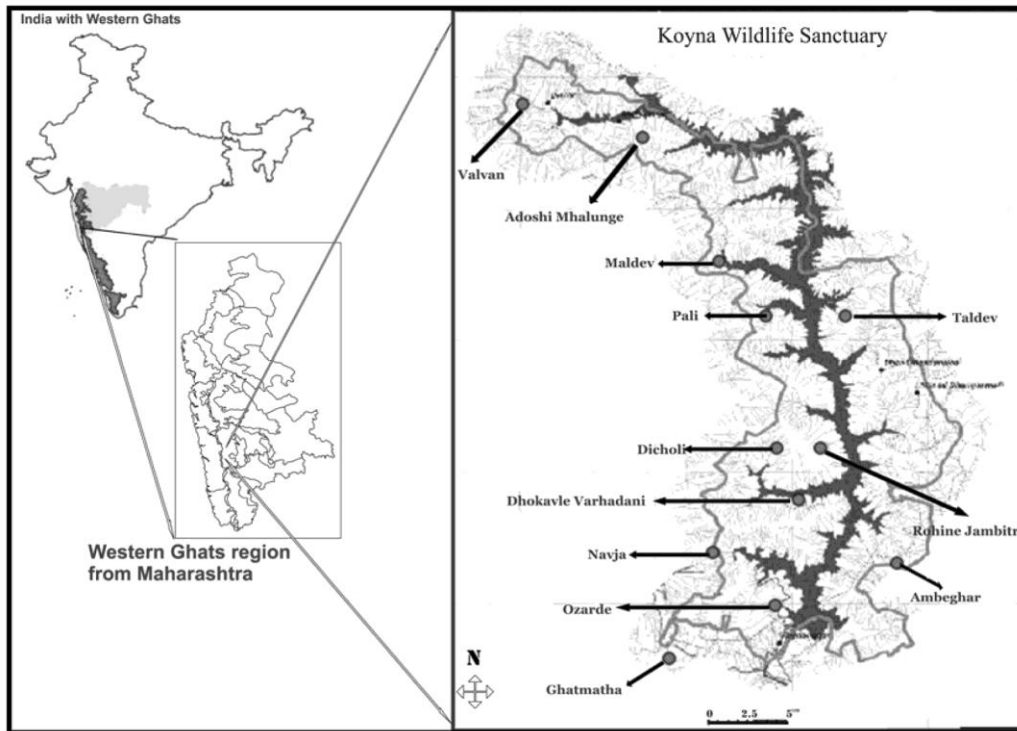 India with Western Ghats
Koyna Wildlife Sanctuary
Valvan
Adoshi Mhalunge
Maldev
Pali
Taldev
Dicholi
Dhokavle Varhadani
Rohine Jambitr
Navja
Ambeghar
Ozarde
Ghatmatha
Western Ghats region
from Maharashtra
N
0 2.5 5